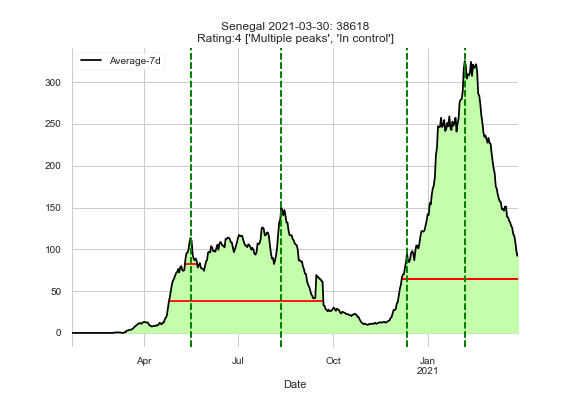 Senegal 2021-03-30: 38618
Rating:4 ['Multiple peaks', 'In control']
Average-7d
300
250
200
150
100
50
0
Apr
Jul
Oct
Jan
2021
Date